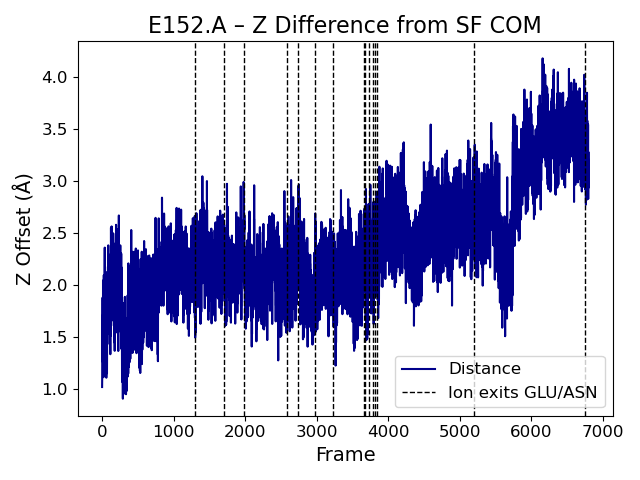 E152.A – Z Difference from SF COM
Z Offset (Å)
4.0
3.5
3.0
2.5
2.0
1.5
1.0
Distance
Ion exits GLU/ASN
0 1000 2000 3000 4000 5000 6000 7000
Frame